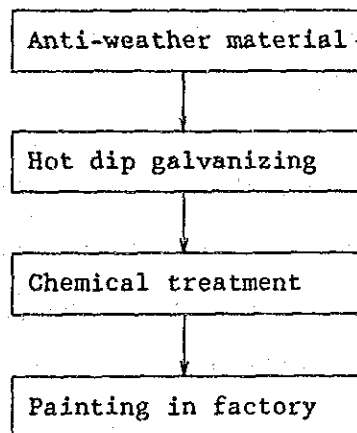 Anti-weather material
Hot dip galvanizing
Chemical treatment
Painting in factory